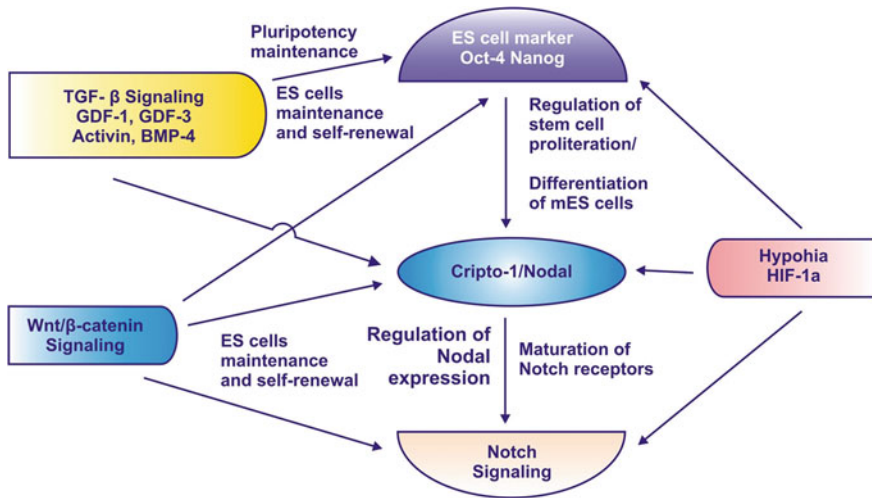 Pluripotency
maintenance
ES cell marker
Oct-4 Nanog
TGF- β Signaling
GDF-1, GDF-3
Activin, BMP-4
ES cells
maintenance
and self-renewal
Regulation of
stem cell
proliteration/
Differentiation
of mES cells
Cripto-1/Nodal
Hypohia
HIF-1a
Wnt/β-catenin
Signaling
ES cells
maintenance
and self-renewal
Regulation of
Nodal
expression
Maturation of
Notch receptors
Notch
Signaling